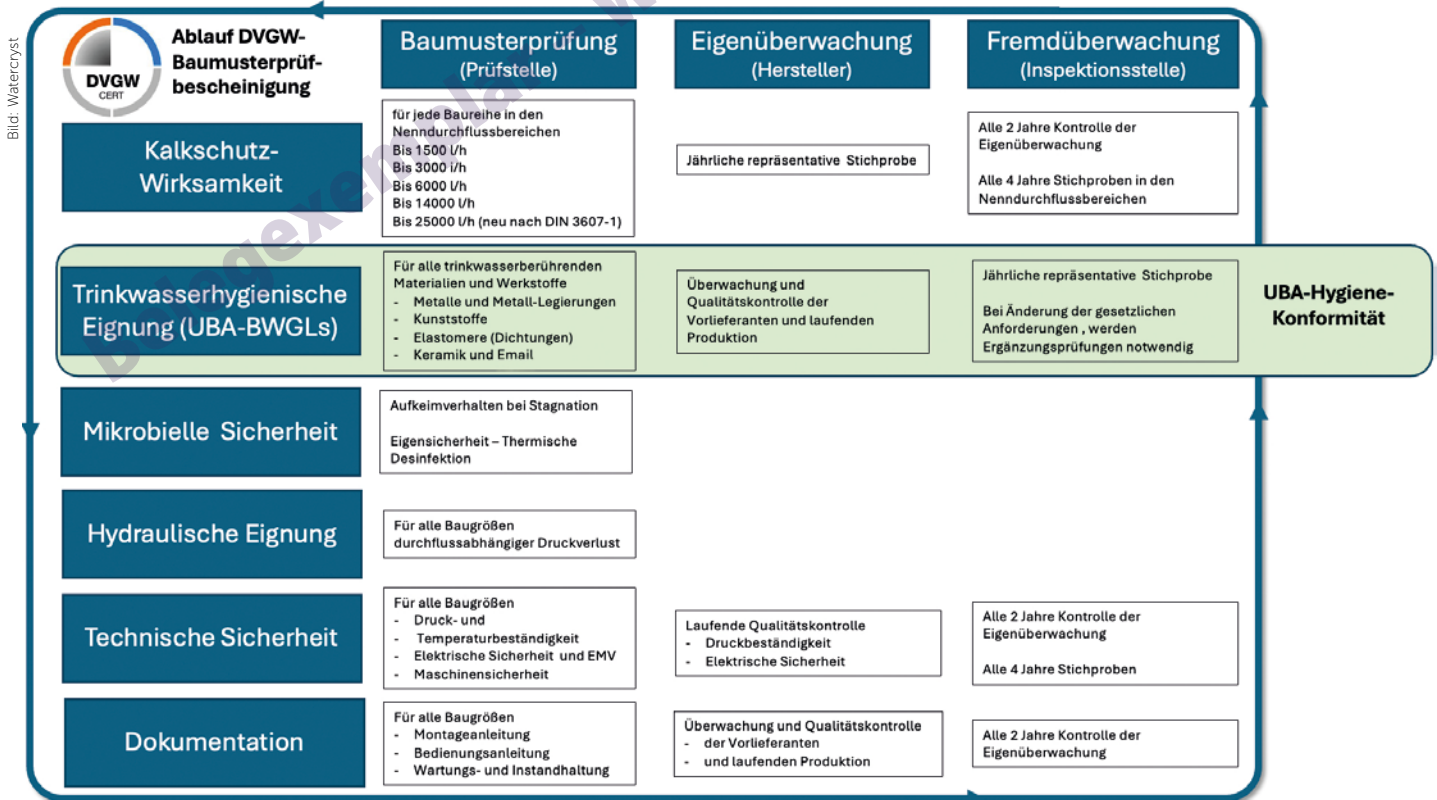 Bild: Watercryst
DVGW
CERT
Ablauf DVGW-
Baumusterprüf-
bescheinigung
Baumusterprüfung
(Prüfstelle)
Eigenüberwachung
(Hersteller)
Fremdüberwachung
(Inspektionsstelle)
Kalkschutz-
Wirksamkeit
für jede Baureihe in den
Nenndurchflussbereichen
Bis 1500 l/h
Bis 3000 i/h
Bis 6000 l/h
Bis 14000 l/h
Bis 25000 l/h (neu nach DIN 3607-1)
Jährliche repräsentative Stichprobe
Alle 2 Jahre Kontrolle der
Eigenüberwachung
Alle 4 Jahre Stichproben in den
Nenndurchflussbereichen
Trinkwasserhygienische
Eignung (UBA-BWGLs)
Für alle trinkwasserberührenden
Materialien und Werkstoffe
- Metalle und Metall-Legierungen
- Kunststoffe
- Elastomere (Dichtungen)
- Keramik und Email
Überwachung und
Qualitätskontrolle der
Vorlieferanten und laufenden
Produktion
Jährliche repräsentative Stichprobe
Bei Änderung der gesetzlichen
Anforderungen , werden
Ergänzungsprüfungen notwendig
UBA-Hygiene-
Konformität
Mikrobielle Sicherheit
Aufkeimverhalten bei Stagnation
Eigensicherheit – Thermische
Desinfektion
Hydraulische Eignung
Für alle Baugrößen
durchflussabhängiger Druckverlust
Technische Sicherheit
Für alle Baugrößen
- Druck- und
- Temperaturbeständigkeit
- Elektrische Sicherheit und EMV
- Maschinensicherheit
Laufende Qualitätskontrolle
- Druckbeständigkeit
- Elektrische Sicherheit
Alle 2 Jahre Kontrolle der
Eigenüberwachung
Alle 4 Jahre Stichproben
Dokumentation
Für alle Baugrößen
- Montageanleitung
- Bedienungsanleitung
- Wartungs- und Instandhaltung
Überwachung und Qualitätskontrolle
- der Vorlieferanten
- und laufenden Produktion
Alle 2 Jahre Kontrolle der
Eigenüberwachung
belegexemplar -